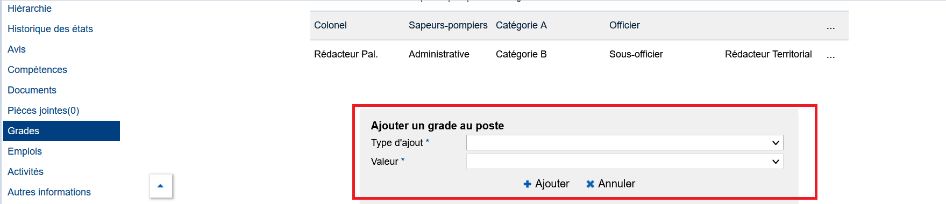 Hiérarchie
Historique des états
Avis
Compétences
Documents
Pièces jointes(0)
Grades
Emplois
Activités
Autres informations
Colonel Sapeurs-pompiers Catégorie A Officier ...
Rédacteur Pal. Administrative Catégorie B Sous-officier Rédacteur Territorial ...
Ajouter un grade au poste
Type d'ajout *
Valeur *
Ajouter Annuler